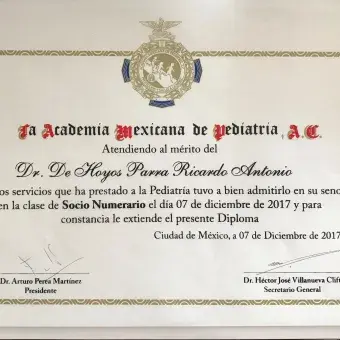 La Academia Mexicana de Pediatría, A.C.
Atendiendo al mérito del
Dr. De Hoyos Parra Ricardo Antonio
os servicios que ha prestado a la Pediatría tuvo a bien admitirlo en su seno
en la clase de Socio Numerario el día 07 de diciembre de 2017 y para
constancia le extiende el presente Diploma
Ciudad de México, a 07 de Diciembre de 2017
Dr. Arturo Perea Martínez
Presidente
Dr. Héctor José Villanueva Clift
Secretario General